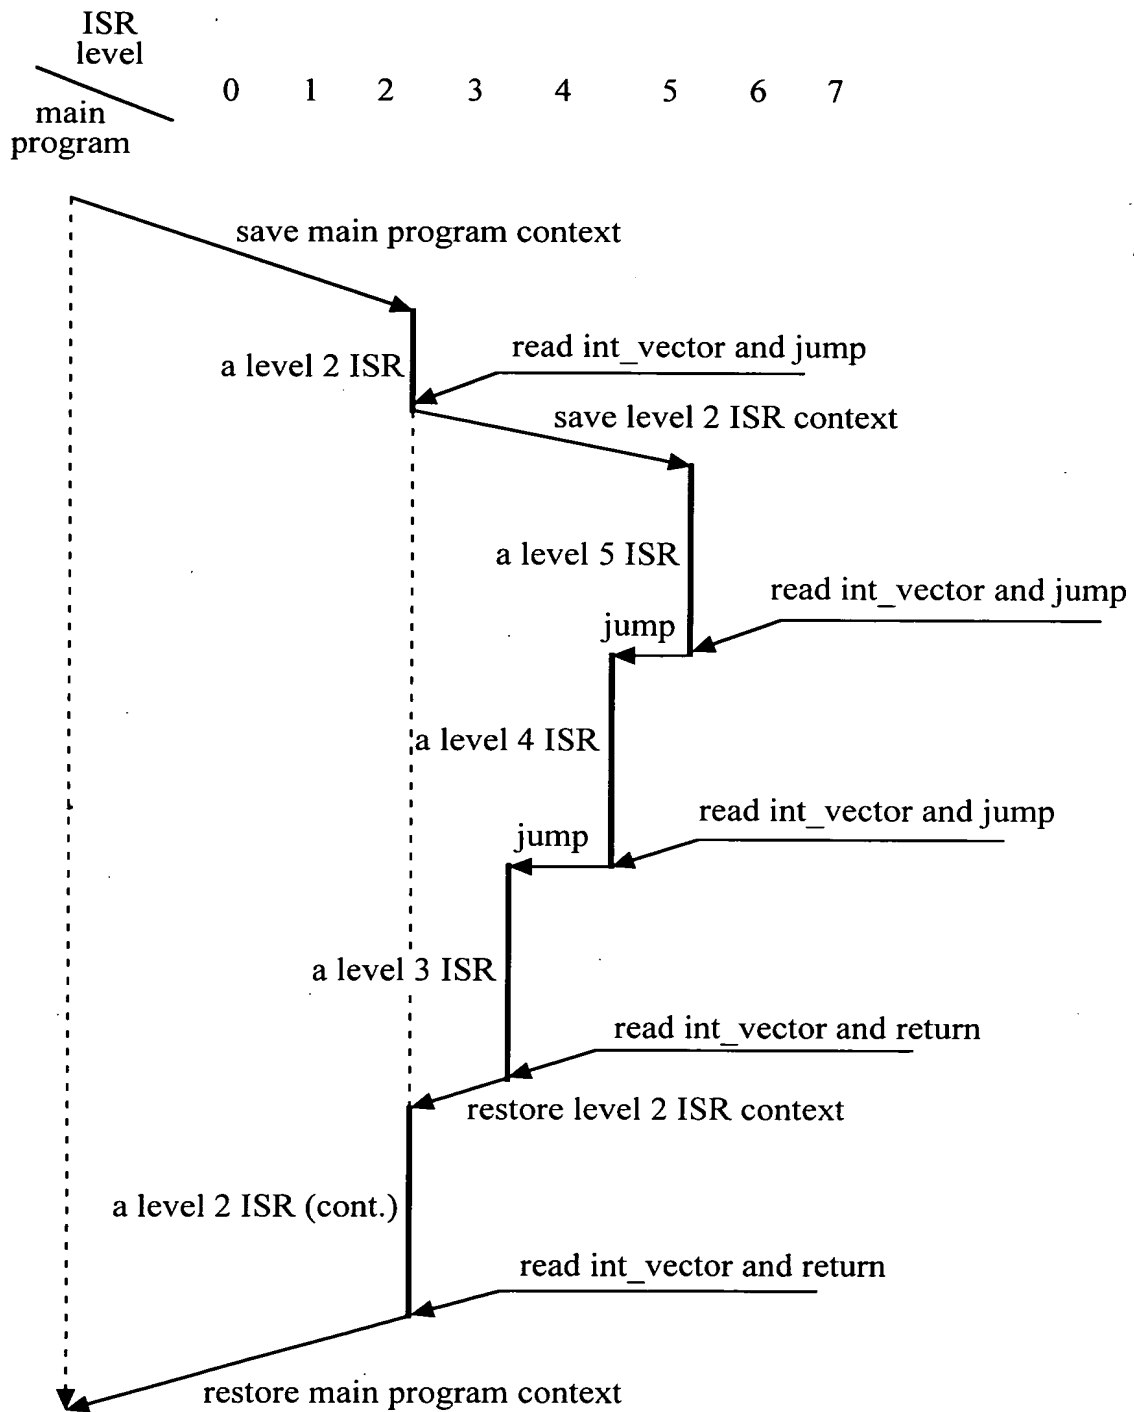 ISR
level
0 1 2 3 4 5 6 7
main
program
save main program context
read int_vector and jump
a level 2 ISR
save level 2 ISR context
a level 5 ISR
read int_vector and jump
jump
a level 4 ISR
read int_vector and jump
jump
a level 3 ISR
read int_vector and return
restore level 2 ISR context
a level 2 ISR (cont.)
read int_vector and return
restore main program context